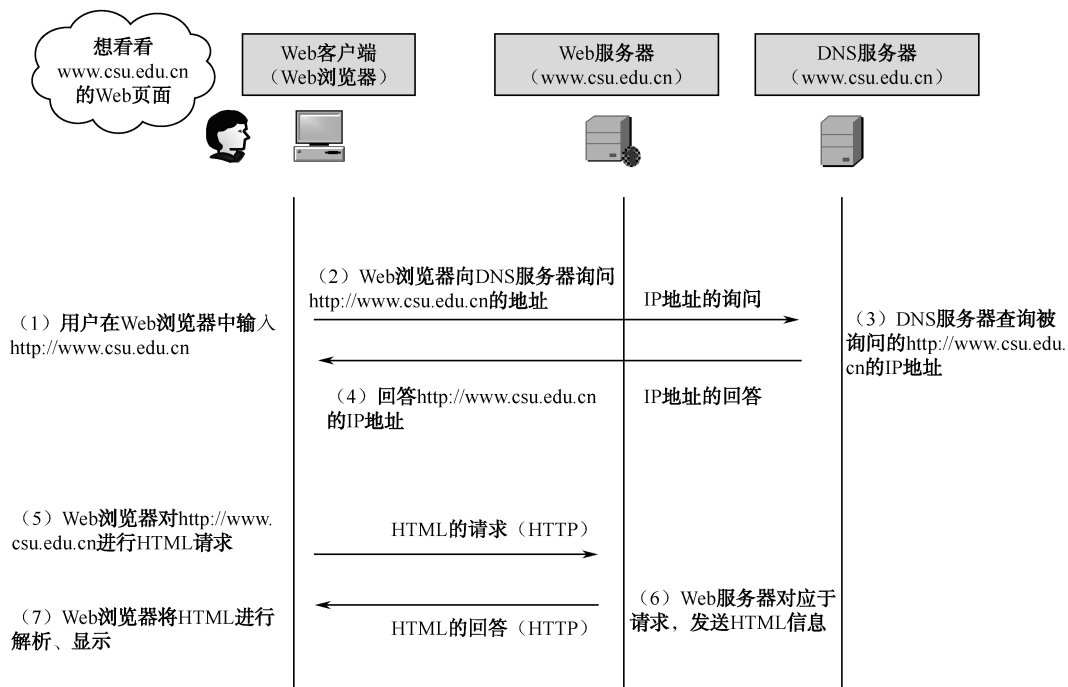 想看看
www.csu.edu.cn
的Web页面
Web客户端
（Web浏览器）
Web服务器
（www.csu.edu.cn）
DNS服务器
（www.csu.edu.cn）
（1）用户在Web浏览器中输入
http://www.csu.edu.cn
（2）Web浏览器向DNS服务器询问
http://www.csu.edu.cn的地址
IP地址的询问
（3）DNS服务器查询被
询问的http://www.csu.edu.
cn的IP地址
（4）回答http://www.csu.edu.cn
的IP地址
IP地址的回答
（5）Web浏览器对http://www.
csu.edu.cn进行HTML请求
HTML的请求（HTTP）
（6）Web服务器对应于
请求，发送HTML信息
（7）Web浏览器将HTML进行
解析、显示
HTML的回答（HTTP）